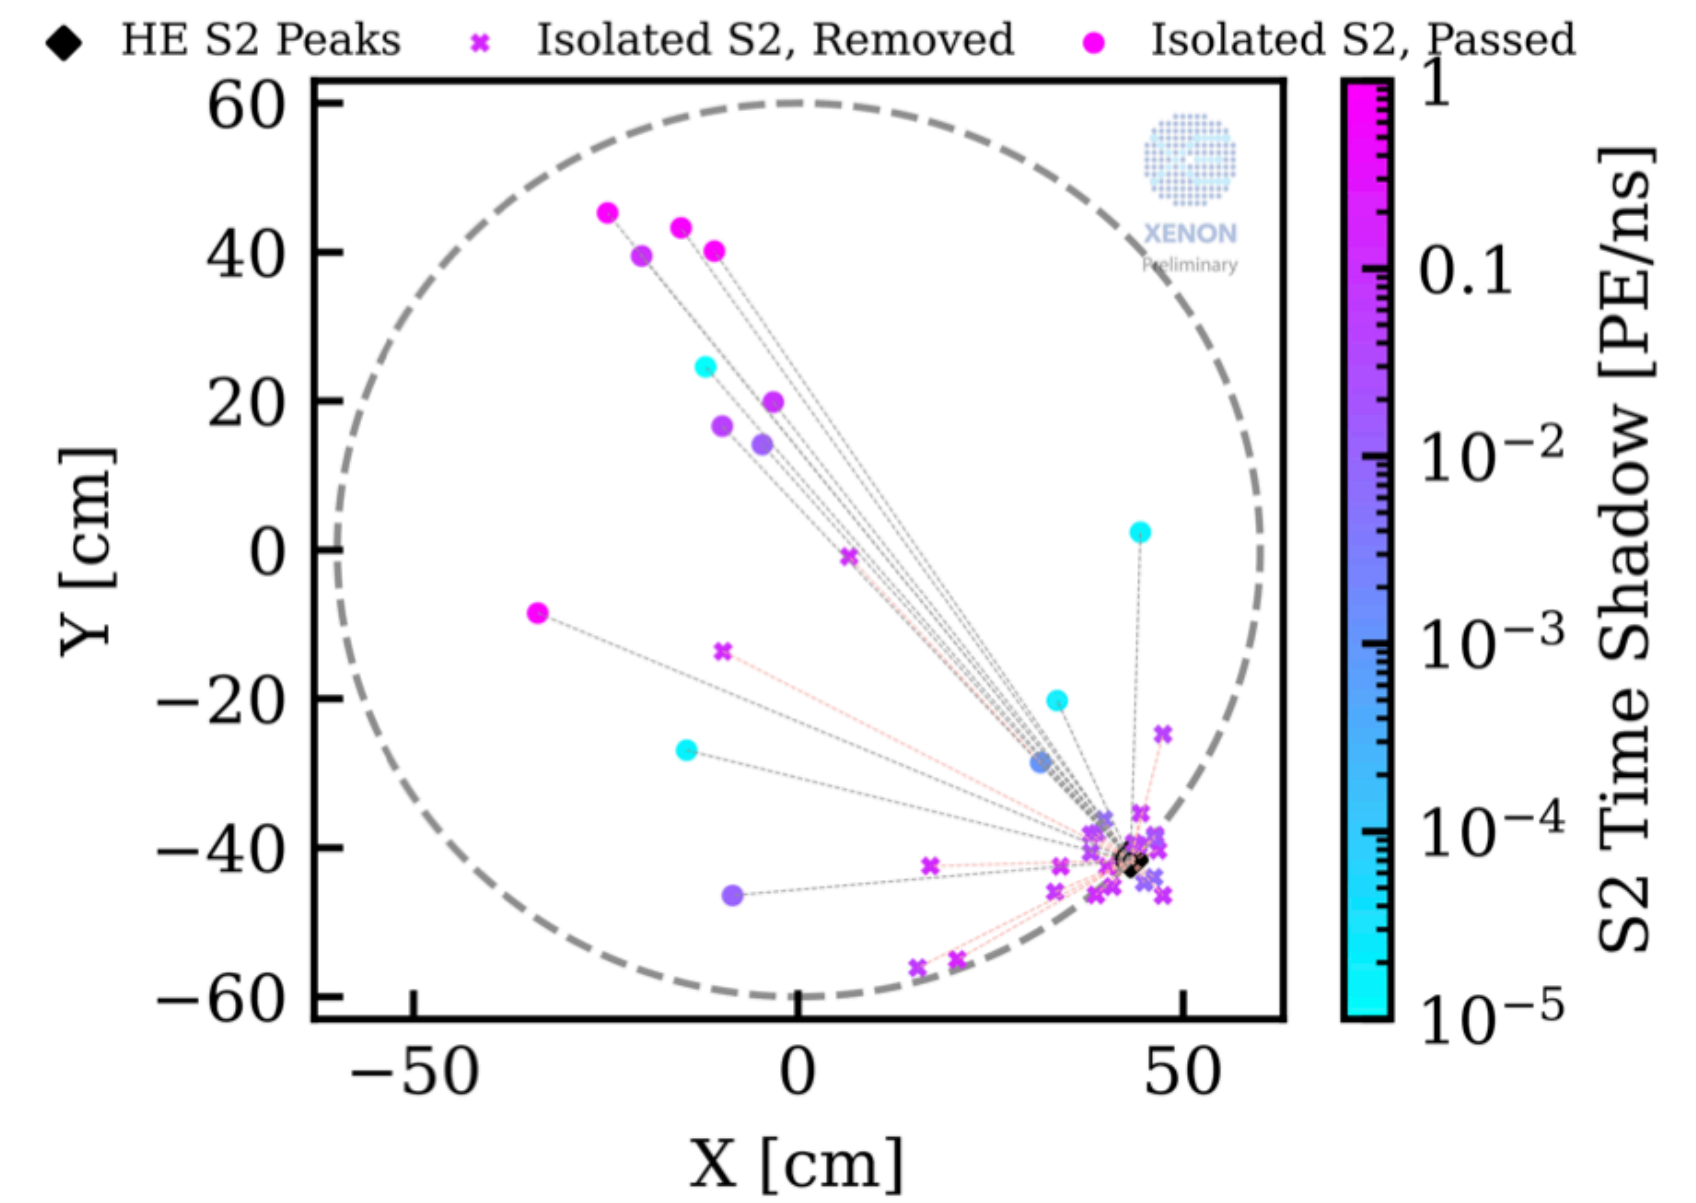 HE S2 Peaks Isolated S2, Removed Isolated S2, Passed
XENON
Preliminary
60
40
20
0
−20
−40
−60
Y [cm]
−50 0 50
X [cm]
1
0.1
10⁻²
10⁻³
10⁻⁴
10⁻⁵
S2 Time Shadow [PE/ns]